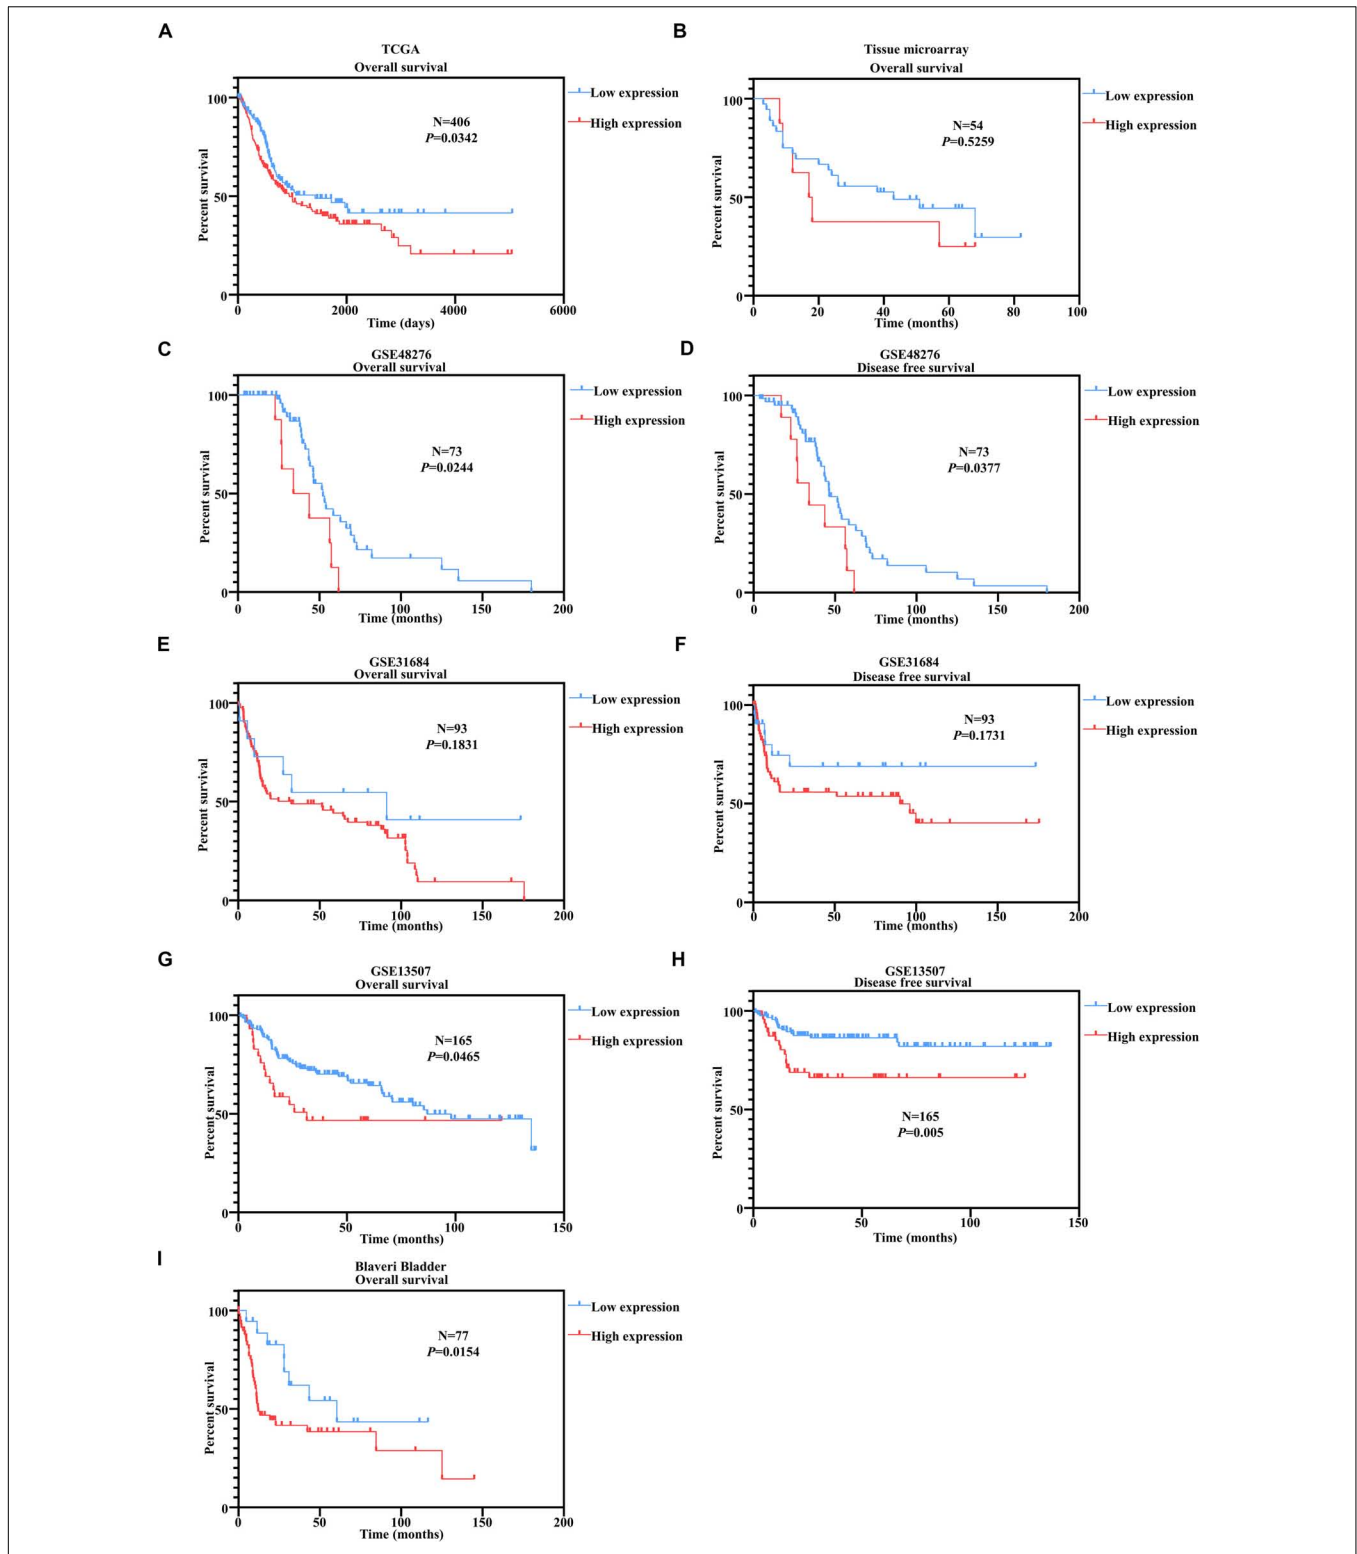 A
TCGA
Overall survival
Low expression
High expression
N=406
P=0.0342
Percent survival
100
50
0
0 2000 4000 6000
Time (days)
B
Tissue microarray
Overall survival
Low expression
High expression
N=54
P=0.5259
Percent survival
100
50
0
0 20 40 60 80 100
Time (months)
C
GSE48276
Overall survival
Low expression
High expression
N=73
P=0.0244
Percent survival
100
50
0
0 50 100 150 200
Time (months)
D
GSE48276
Disease free survival
Low expression
High expression
N=73
P=0.0377
Percent survival
100
50
0
0 50 100 150 200
Time (months)
E
GSE31684
Overall survival
Low expression
High expression
N=93
P=0.1831
Percent survival
100
50
0
0 50 100 150 200
Time (months)
F
GSE31684
Disease free survival
Low expression
High expression
N=93
P=0.1731
Percent survival
100
50
0
0 50 100 150 200
Time (months)
G
GSE13507
Overall survival
Low expression
High expression
N=165
P=0.0465
Percent survival
100
50
0
0 50 100 150
Time (months)
H
GSE13507
Disease free survival
Low expression
High expression
N=165
P=0.005
Percent survival
100
50
0
0 50 100 150
Time (months)
I
Blaveri Bladder
Overall survival
Low expression
High expression
N=77
P=0.0154
Percent survival
100
50
0
0 50 100 150 200
Time (months)